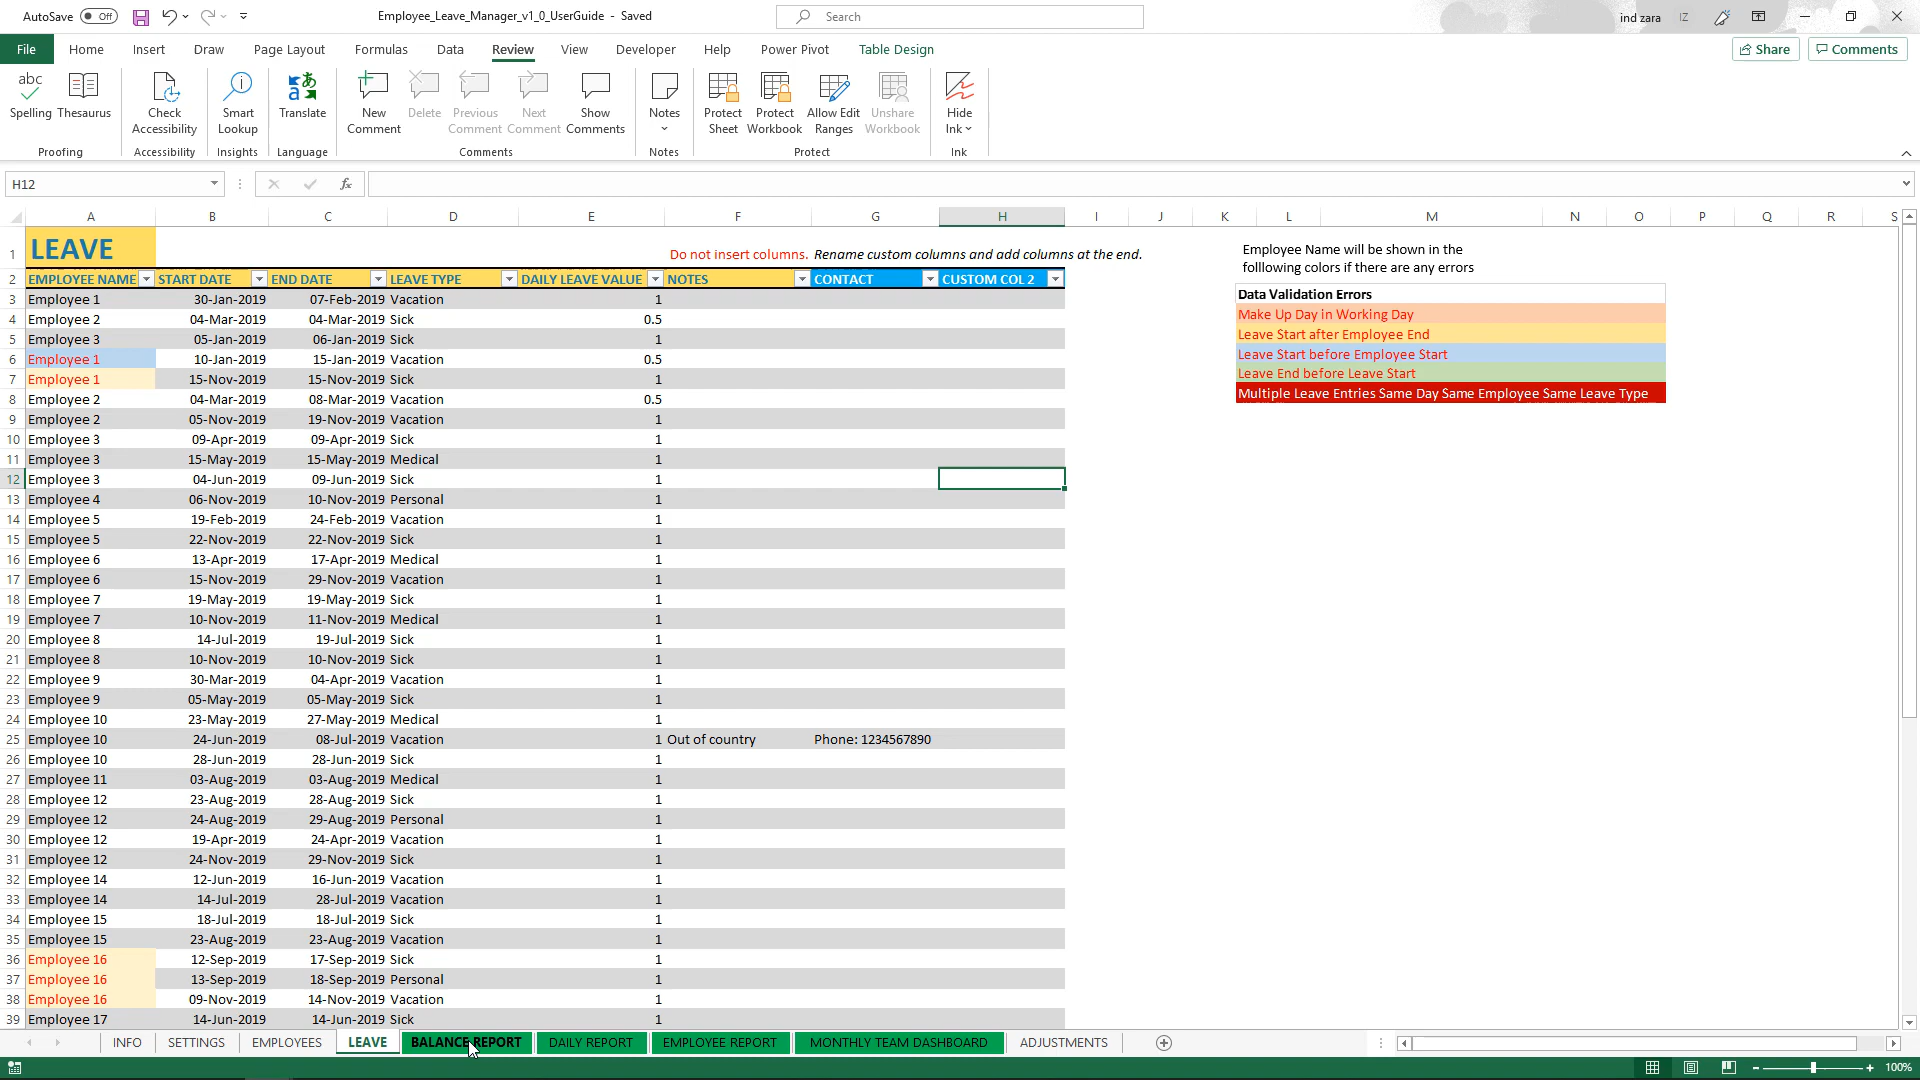 AutoSave Off Employee_Leave_Manager_v1_0_UserGuide - Saved Search ind zara IZ
File Home Insert Draw Page Layout Formulas Data Review View Developer Help Power Pivot Table Design Share Comments
abc
Spelling Thesaurus Check Accessibility Smart Lookup Translate New Comment Delete Previous Comment Next Comment Show Comments Notes Protect Sheet Protect Workbook Allow Edit Ranges Unshare Workbook Hide Ink
Proofing Accessibility Insights Language Comments Notes Protect Ink
H12 fx
A B C D E F G H I J K L M N O P Q R S
1 LEAVE Do not insert columns. Rename custom columns and add columns at the end.
Employee Name will be shown in the
folllowing colors if there are any errors
2 EMPLOYEE NAME START DATE END DATE LEAVE TYPE DAILY LEAVE VALUE NOTES CONTACT CUSTOM COL 2
Data Validation Errors
Make Up Day in Working Day
Leave Start after Employee End
Leave Start before Employee Start
Leave End before Leave Start
Multiple Leave Entries Same Day Same Employee Same Leave Type
3 Employee 1 30-Jan-2019 07-Feb-2019 Vacation 1
4 Employee 2 04-Mar-2019 04-Mar-2019 Sick 0.5
5 Employee 3 05-Jan-2019 06-Jan-2019 Sick 1
6 Employee 1 10-Jan-2019 15-Jan-2019 Vacation 0.5
7 Employee 1 15-Nov-2019 15-Nov-2019 Sick 1
8 Employee 2 04-Mar-2019 08-Mar-2019 Vacation 0.5
9 Employee 2 05-Nov-2019 19-Nov-2019 Vacation 1
10 Employee 3 09-Apr-2019 09-Apr-2019 Sick 1
11 Employee 3 15-May-2019 15-May-2019 Medical 1
12 Employee 3 04-Jun-2019 09-Jun-2019 Sick 1
13 Employee 4 06-Nov-2019 10-Nov-2019 Personal 1
14 Employee 5 19-Feb-2019 24-Feb-2019 Vacation 1
15 Employee 5 22-Nov-2019 22-Nov-2019 Sick 1
16 Employee 6 13-Apr-2019 17-Apr-2019 Medical 1
17 Employee 6 15-Nov-2019 29-Nov-2019 Vacation 1
18 Employee 7 19-May-2019 19-May-2019 Sick 1
19 Employee 7 10-Nov-2019 11-Nov-2019 Medical 1
20 Employee 8 14-Jul-2019 19-Jul-2019 Sick 1
21 Employee 8 10-Nov-2019 10-Nov-2019 Sick 1
22 Employee 9 30-Mar-2019 04-Apr-2019 Vacation 1
23 Employee 9 05-May-2019 05-May-2019 Sick 1
24 Employee 10 23-May-2019 27-May-2019 Medical 1
25 Employee 10 24-Jun-2019 08-Jul-2019 Vacation 1 Out of country Phone: 1234567890
26 Employee 10 28-Jun-2019 28-Jun-2019 Sick 1
27 Employee 11 03-Aug-2019 03-Aug-2019 Medical 1
28 Employee 12 23-Aug-2019 28-Aug-2019 Sick 1
29 Employee 12 24-Aug-2019 29-Aug-2019 Personal 1
30 Employee 12 19-Apr-2019 24-Apr-2019 Vacation 1
31 Employee 12 24-Nov-2019 29-Nov-2019 Sick 1
32 Employee 14 12-Jun-2019 16-Jun-2019 Vacation 1
33 Employee 14 14-Jul-2019 28-Jul-2019 Vacation 1
34 Employee 15 18-Jul-2019 18-Jul-2019 Sick 1
35 Employee 15 23-Aug-2019 23-Aug-2019 Vacation 1
36 Employee 16 12-Sep-2019 17-Sep-2019 Sick 1
37 Employee 16 13-Sep-2019 18-Sep-2019 Personal 1
38 Employee 16 09-Nov-2019 14-Nov-2019 Vacation 1
39 Employee 17 14-Jun-2019 14-Jun-2019 Sick 1
INFO SETTINGS EMPLOYEES LEAVE BALANCE REPORT DAILY REPORT EMPLOYEE REPORT MONTHLY TEAM DASHBOARD ADJUSTMENTS
100%